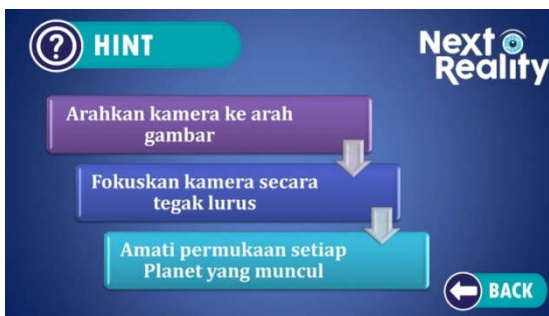 ? HINT
Next
Reality
Arahkan kamera ke arah
gambar
Fokuskan kamera secara
tegak lurus
Amati permukaan setiap
Planet yang muncul
BACK